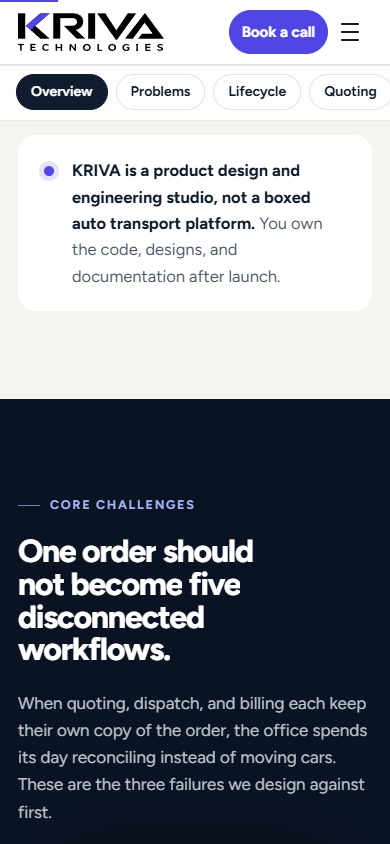 KRIVA
TECHNOLOGIES
Book a call
Overview
Problems
Lifecycle
Quoting
KRIVA is a product design and
engineering studio, not a boxed
auto transport platform. You own
the code, designs, and
documentation after launch.
CORE CHALLENGES
One order should
not become five
disconnected
workflows.
When quoting, dispatch, and billing each keep
their own copy of the order, the office spends
its day reconciling instead of moving cars.
These are the three failures we design against
first.